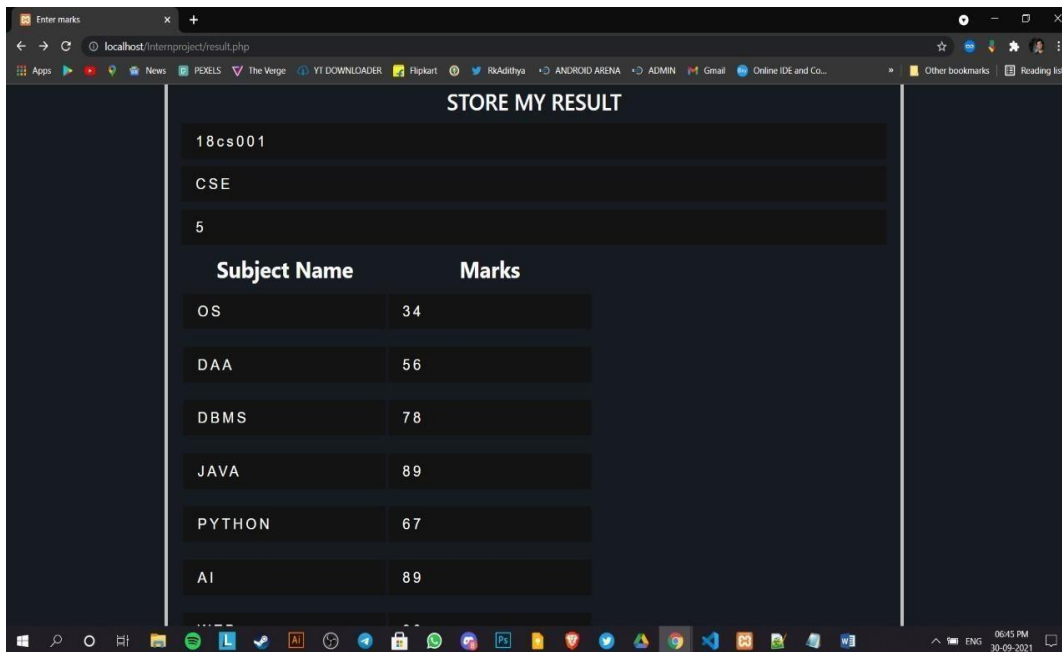 Enter marks
localhost/Internproject/result.php
Apps News PEXELS The Verge YT DOWNLOADER Flipkart RkAdithya ANDROID ARENA ADMIN Gmail Online IDE and Co... » Other bookmarks Reading list
STORE MY RESULT
18cs001
CSE
5
Subject Name Marks
OS 34
DAA 56
DBMS 78
JAVA 89
PYTHON 67
AI 89
ENG 06:45 PM
30-09-2021